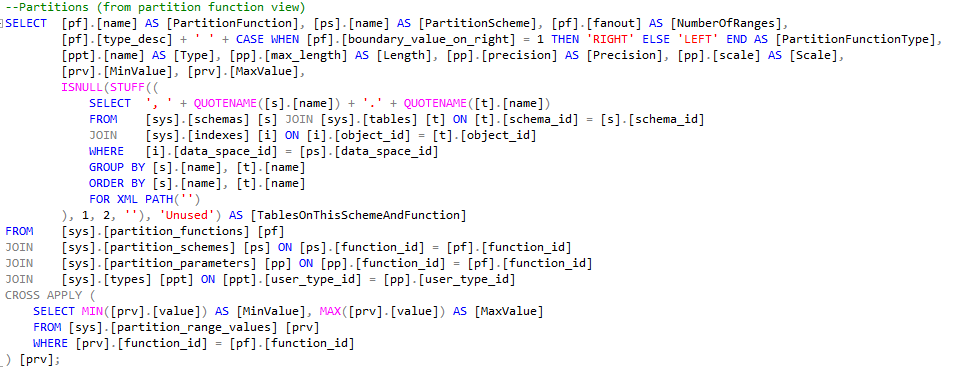 --Partitions (from partition function view)
SELECT [pf].[name] AS [PartitionFunction], [ps].[name] AS [PartitionScheme], [pf].[fanout] AS [NumberOfRanges],
[pf].[type_desc] + ' ' + CASE WHEN [pf].[boundary_value_on_right] = 1 THEN 'RIGHT' ELSE 'LEFT' END AS [PartitionFunctionType],
[ppt].[name] AS [Type], [pp].[max_length] AS [Length], [pp].[precision] AS [Precision], [pp].[scale] AS [Scale],
[prv].[MinValue], [prv].[MaxValue],
ISNULL(STUFF((
SELECT ', ' + QUOTENAME([s].[name]) + '.' + QUOTENAME([t].[name])
FROM [sys].[schemas] [s] JOIN [sys].[tables] [t] ON [t].[schema_id] = [s].[schema_id]
JOIN [sys].[indexes] [i] ON [i].[object_id] = [t].[object_id]
WHERE [i].[data_space_id] = [ps].[data_space_id]
GROUP BY [s].[name], [t].[name]
ORDER BY [s].[name], [t].[name]
FOR XML PATH('')
), 1, 2, ''), 'Unused') AS [TablesOnThisSchemeAndFunction]
FROM [sys].[partition_functions] [pf]
JOIN [sys].[partition_schemes] [ps] ON [ps].[function_id] = [pf].[function_id]
JOIN [sys].[partition_parameters] [pp] ON [pp].[function_id] = [pf].[function_id]
JOIN [sys].[types] [ppt] ON [ppt].[user_type_id] = [pp].[user_type_id]
CROSS APPLY (
SELECT MIN([prv].[value]) AS [MinValue], MAX([prv].[value]) AS [MaxValue]
FROM [sys].[partition_range_values] [prv]
WHERE [prv].[function_id] = [pf].[function_id]
) [prv];